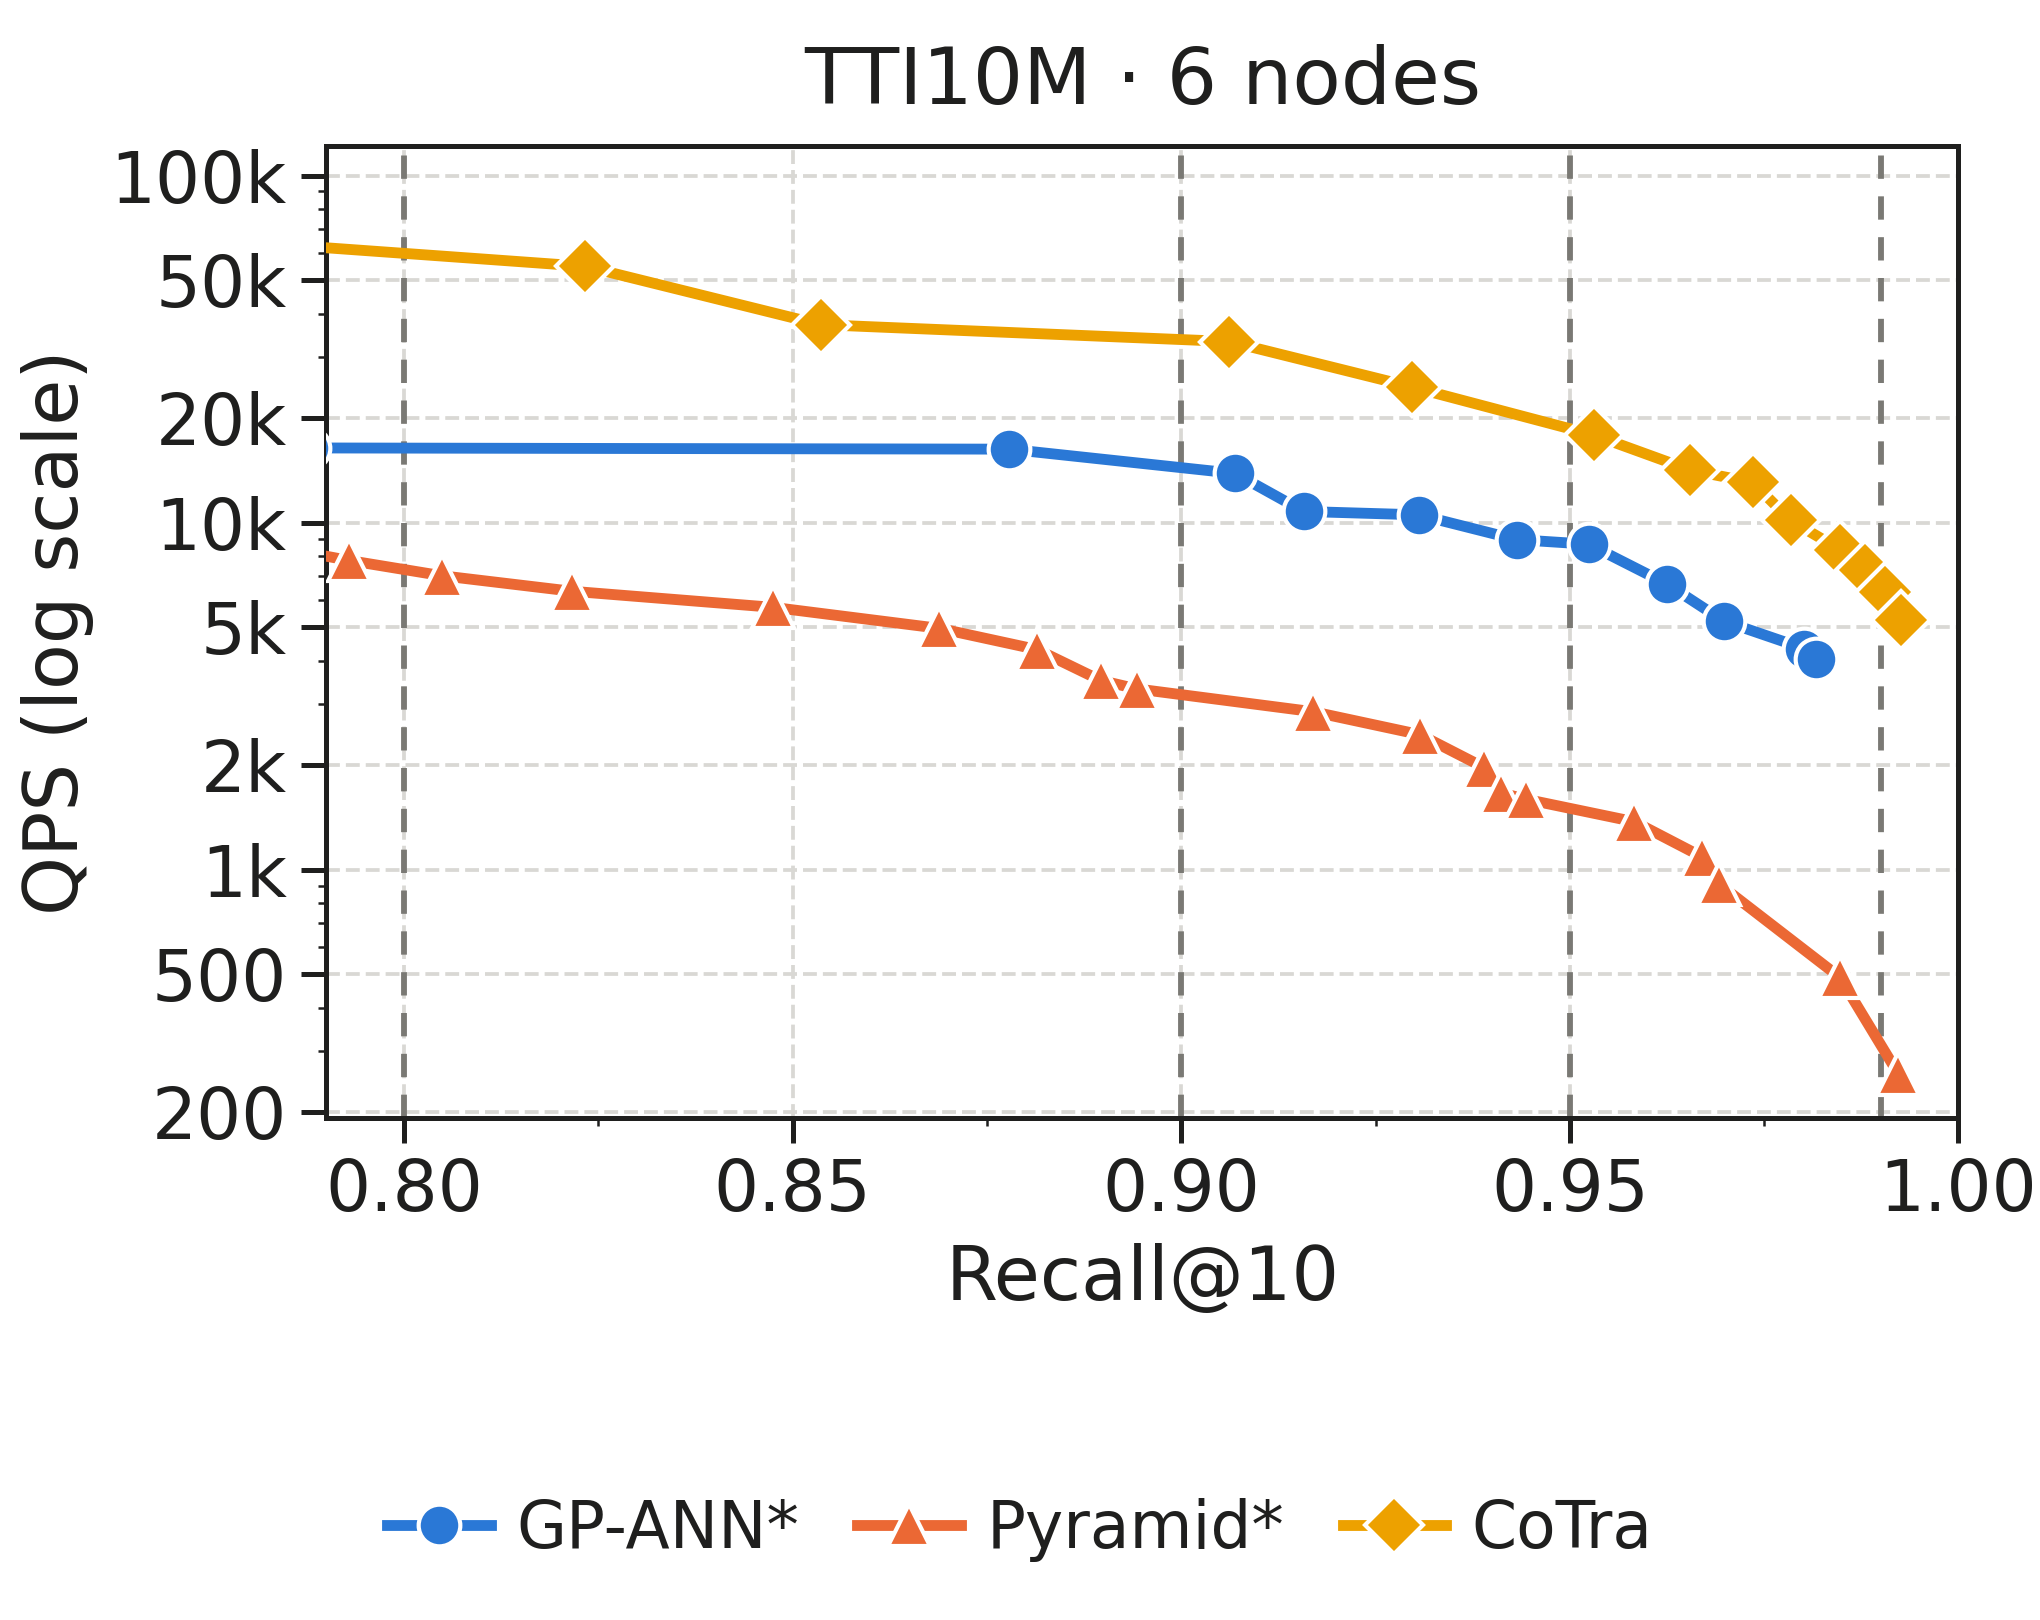 TTI10M · 6 nodes
QPS (log scale)
100k
50k
20k
10k
5k
2k
1k
500
200
0.80 0.85 0.90 0.95 1.00
Recall@10
GP-ANN* Pyramid* CoTra